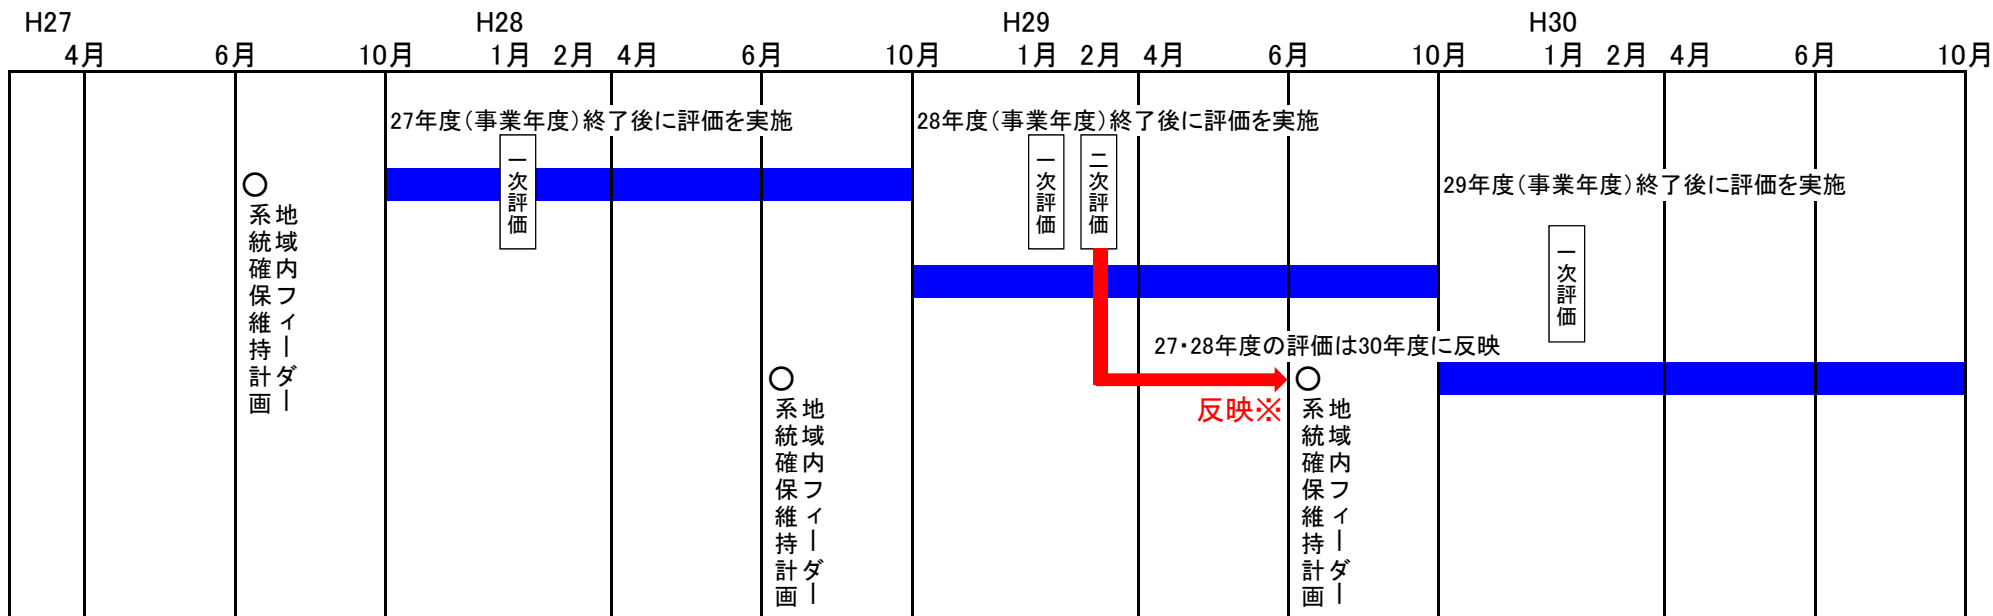 H27 H28 H29 H30
4月 6月 10月 1月 2月 4月 6月 10月 1月 2月 4月 6月 10月 1月 2月 4月 6月 10月
27年度(事業年度)終了後に評価を実施
28年度(事業年度)終了後に評価を実施
29年度(事業年度)終了後に評価を実施
一次評価
一次評価
二次評価
一次評価
○
地域内フィーダー
系統確保維持計画
27・28年度の評価は30年度に反映
反映※
○
地域内フィーダー
系統確保維持計画
○
地域内フィーダー
系統確保維持計画